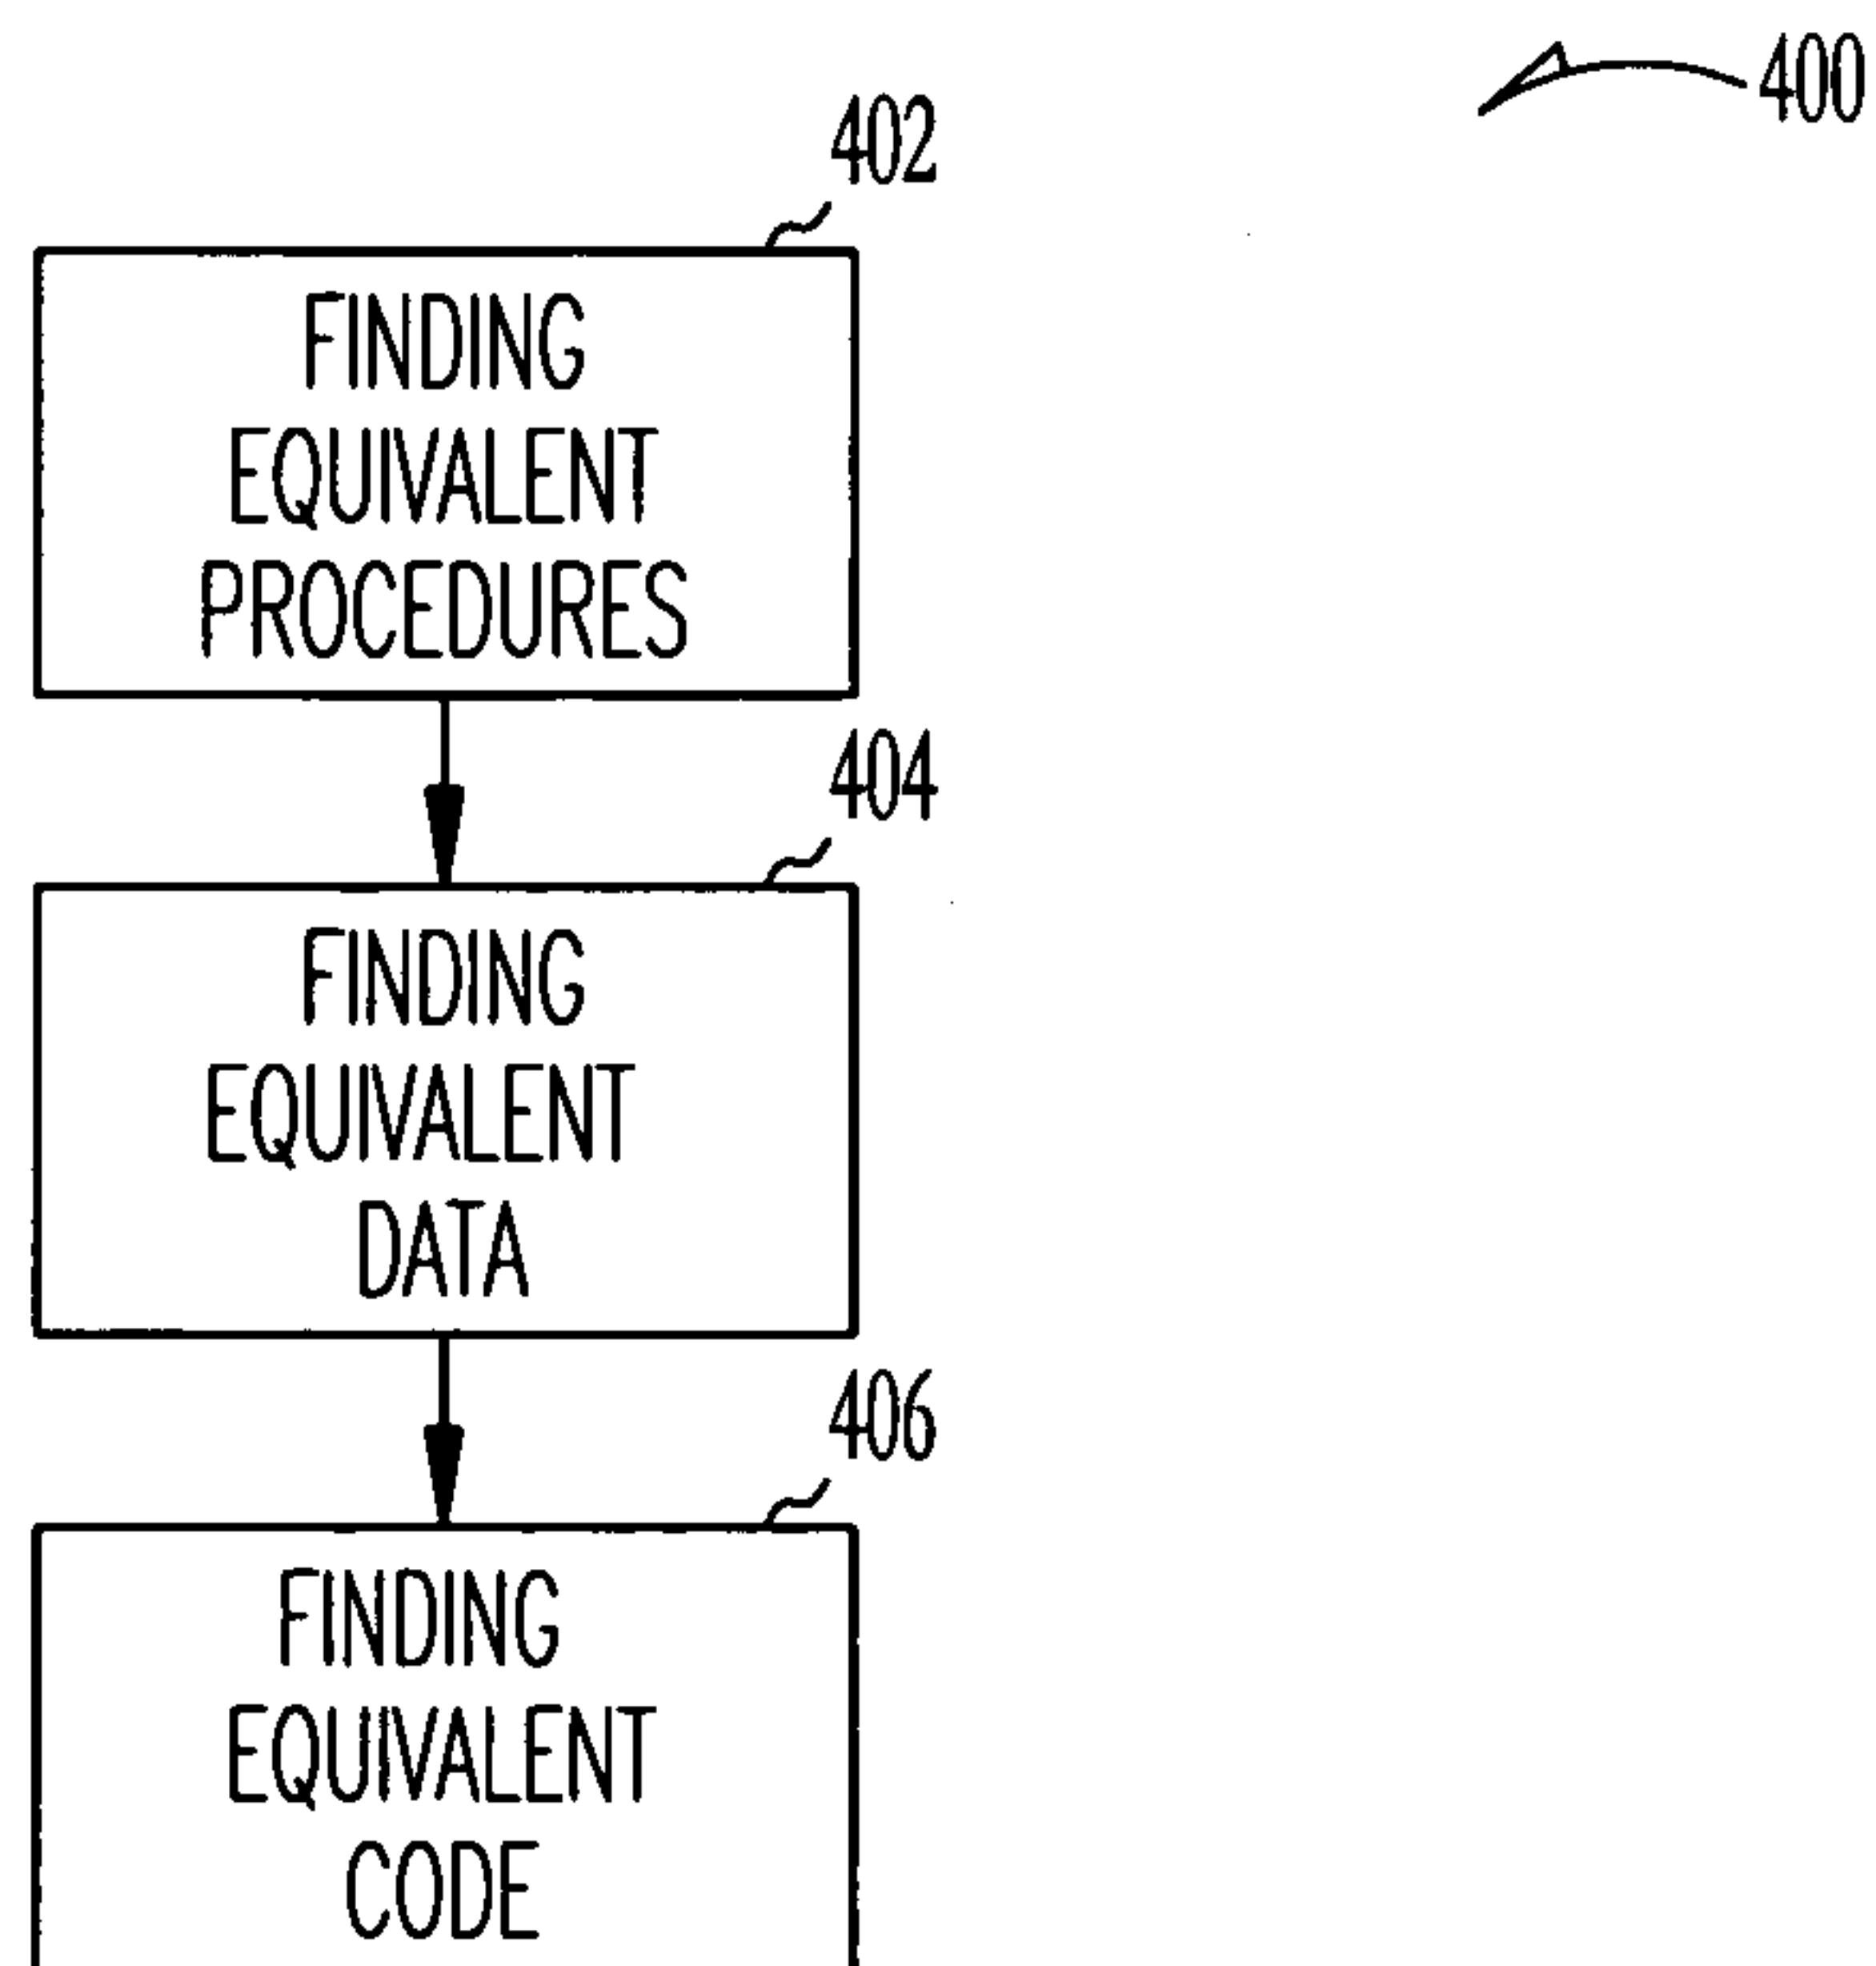 400
402
FINDING
EQUIVALENT
PROCEDURES
404
FINDING
EQUIVALENT
DATA
406
FINDING
EQUIVALENT
CODE